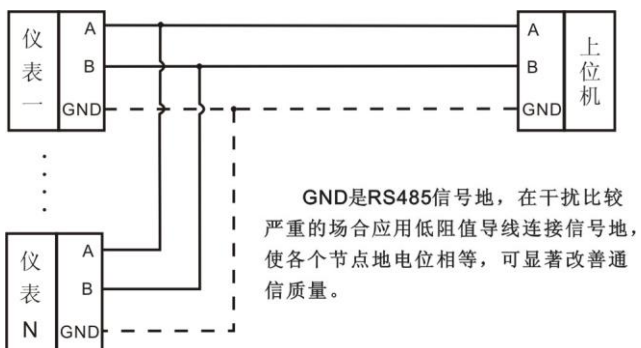 仪表一
A
B
GND
A
B
GND
上位机
GND是RS485信号地，在干扰比较
严重的场合应用低阻值导线连接信号地，
使各个节点地电位相等，可显著改善通
信质量。
仪表N
A
B
GND